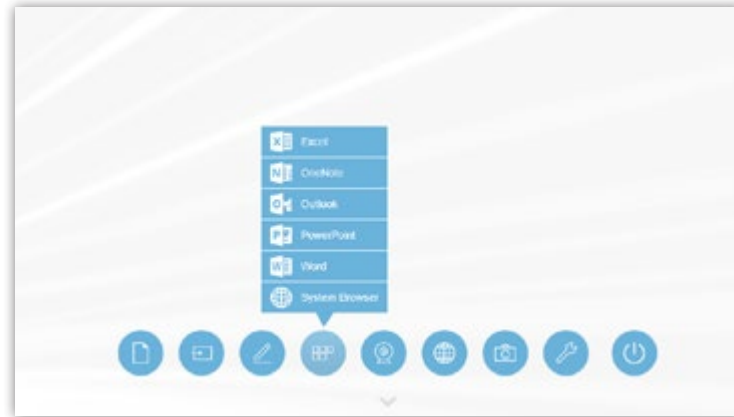 Excel
OneNote
Outlook
PowerPoint
Word
System Browser